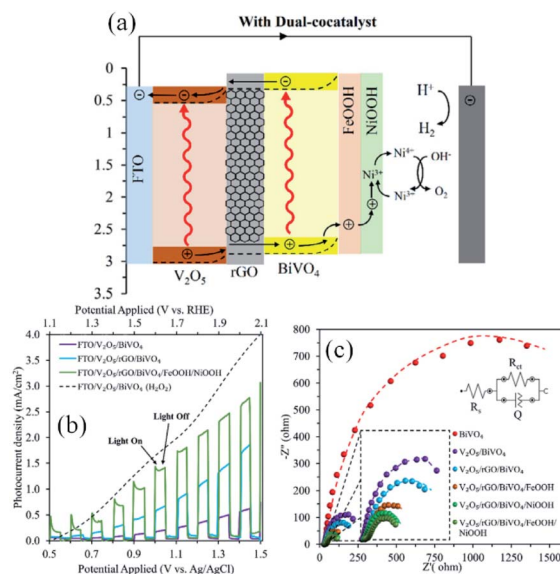 With Dual-cocatalyst
(a)
0
0.5
1.5
2
2.5
3
3.5
FTO
V₂O₅
rGO
BiVO₄
FeOOH
NiOOH
Ni⁴⁺
Ni³⁺
OH⁻
O₂
H⁺
H₂
Potential Applied (V vs. RHE)
1.1 1.3 1.5 1.7 1.9 2.1
FTO/V₂O₅/BiVO₄
FTO/V₂O₅/rGO/BiVO₄
FTO/V₂O₅/rGO/BiVO₄/FeOOH/NiOOH
FTO/V₂O₅/BiVO₄ (H₂O₂)
(b)
Light On
Light Off
Photocurrent density (mA/cm²)
4.0
3.5
3.0
2.5
2.0
1.5
1.0
0.5
0.0
0.5 0.6 0.7 0.8 0.9 1.0 1.1 1.2 1.3 1.4 1.5
Potential Applied (V vs. Ag/AgCl)
(c)
-Z" (ohm)
-800
-700
-600
-500
-400
-300
-200
-100
0
Rs
Rct
Q
BiVO₄
V₂O₅/BiVO₄
V₂O₅/rGO/BiVO₄
V₂O₅/rGO/BiVO₄/FeOOH
V₂O₅/rGO/BiVO₄/NiOOH
V₂O₅/rGO/BiVO₄/FeOOH/
NiOOH
0 250 500 750 1000 1250 1500
Z'( ohm)